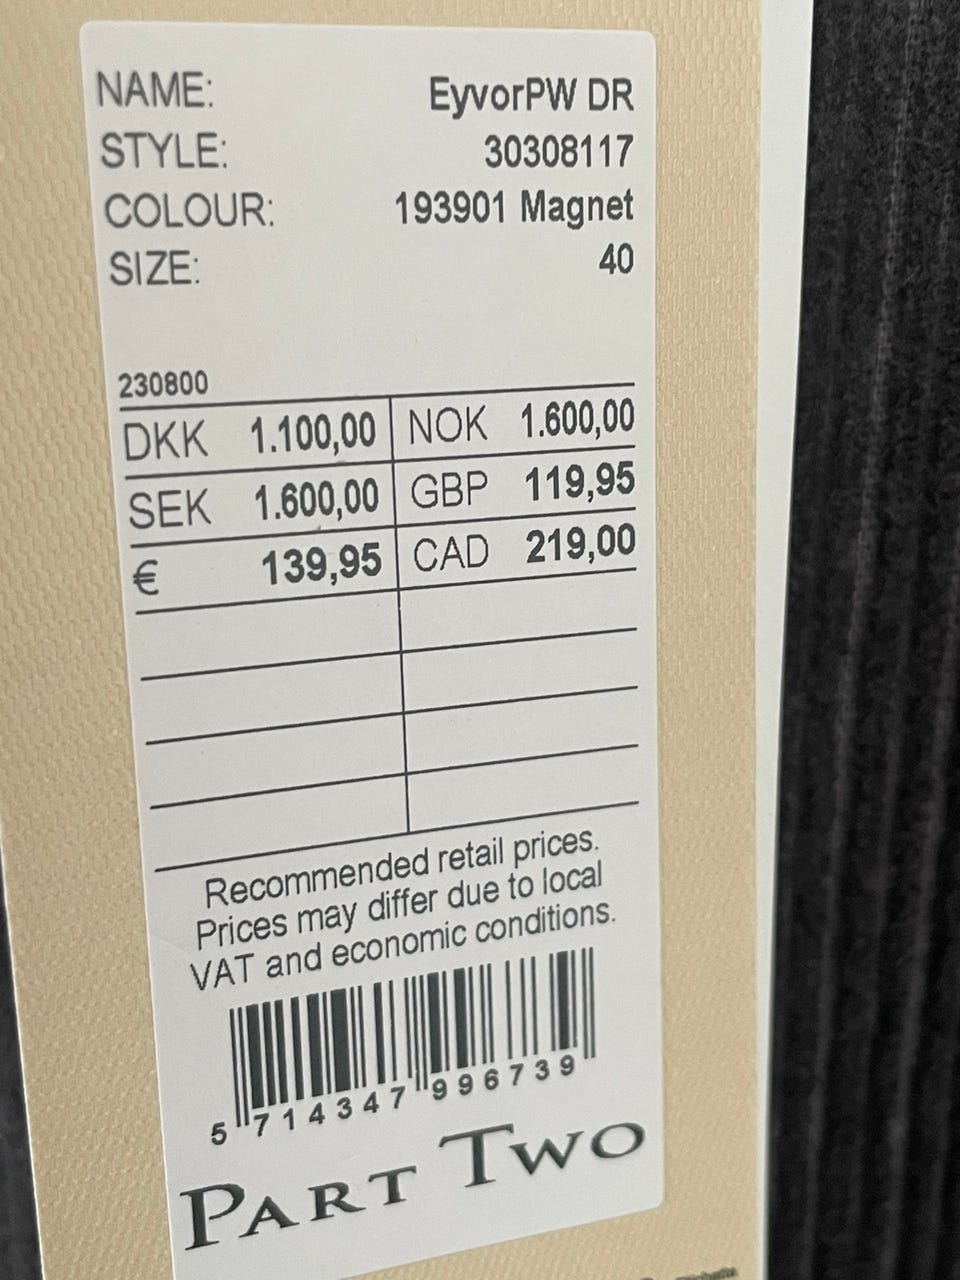 NAME: EyvorPW DR
STYLE: 30308117
COLOUR: 193901 Magnet
SIZE: 40
230800
DKK 1.100,00 NOK 1.600,00
SEK 1.600,00 GBP 119,95
€ 139,95 CAD 219,00
Recommended retail prices.
Prices may differ due to local
VAT and economic conditions.
5 714347 996739
PART TWO